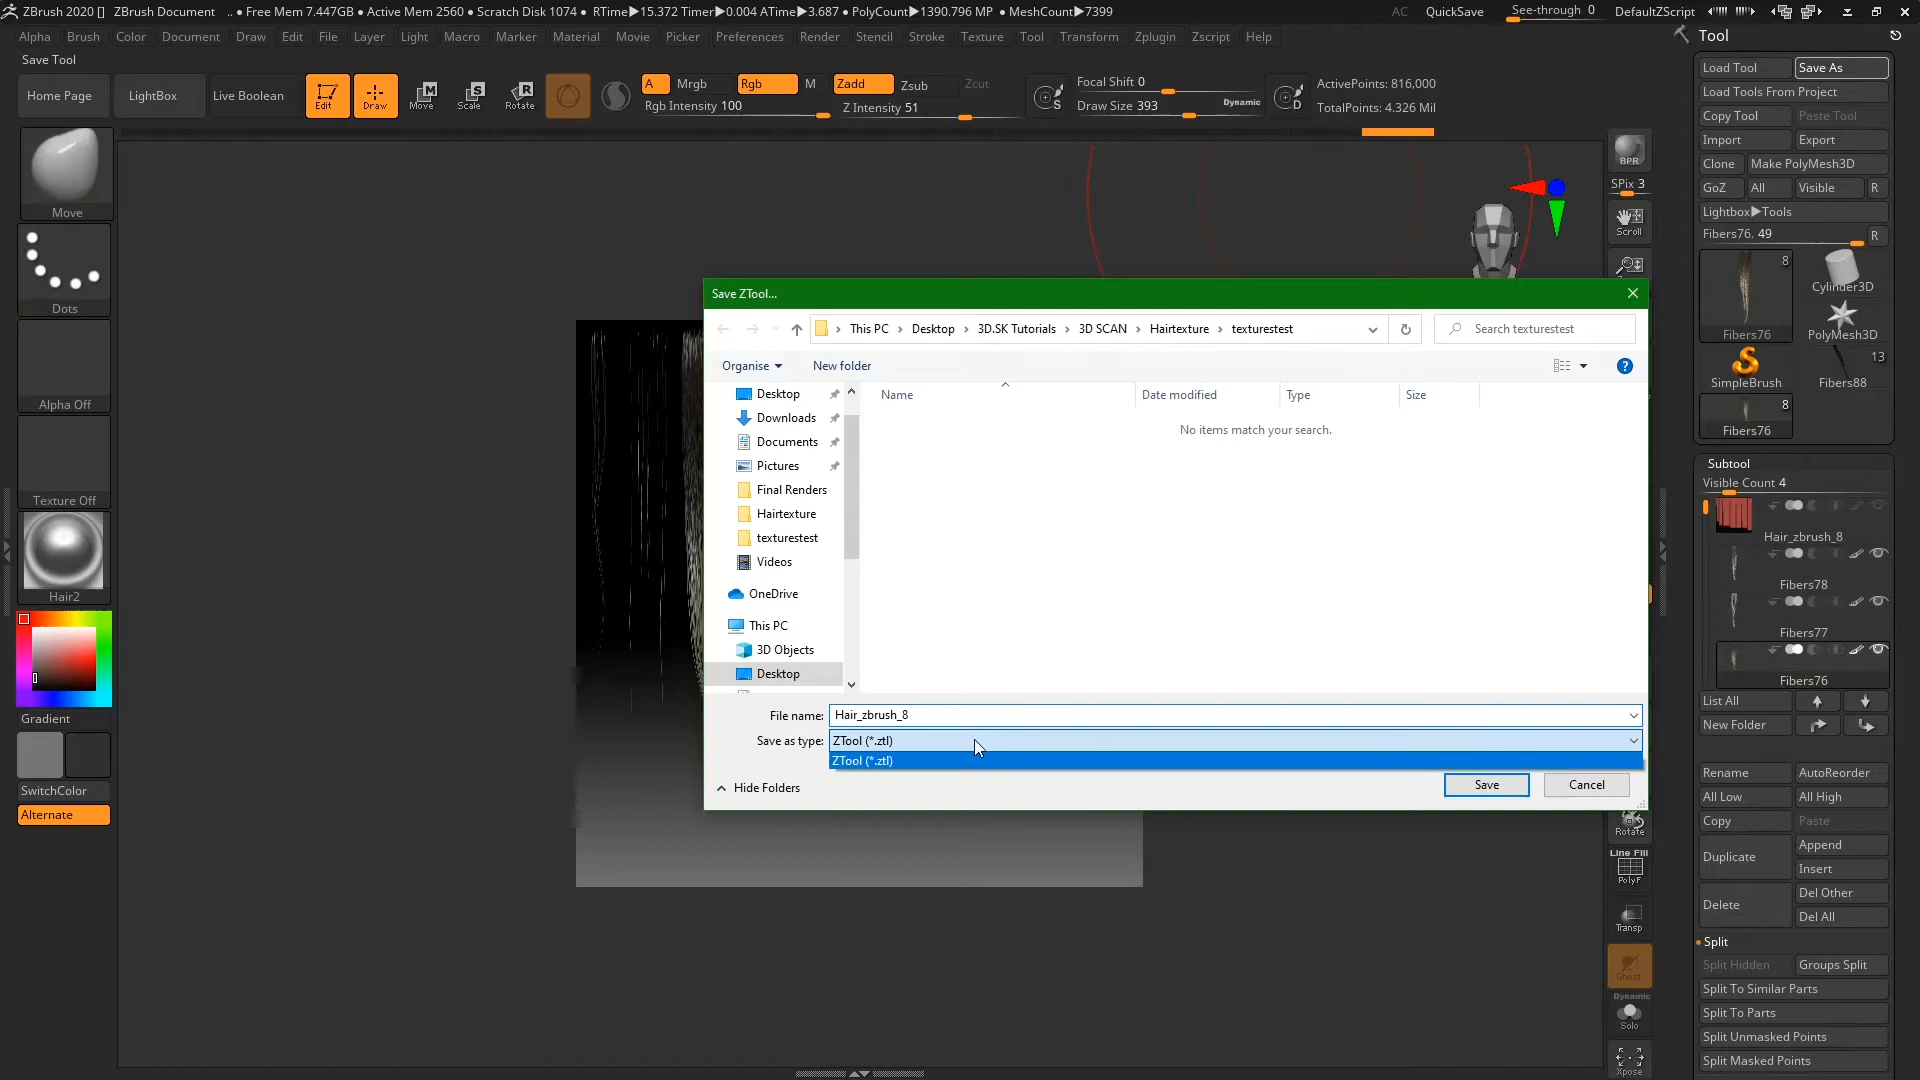 ZBrush 2020 [] ZBrush Document .. • Free Mem 7.447GB • Active Mem 2560 • Scratch Disk 1074 • RTime▶15.372 Timer▶0.004 ATime▶3.687 • PolyCount▶1390.796 MP • MeshCount▶7399 AC QuickSave See-through 0 DefaultZScript
Alpha Brush Color Document Draw Edit File Layer Light Macro Marker Material Movie Picker Preferences Render Stencil Stroke Texture Tool Transform Zplugin Zscript Help
Save Tool
Home Page LightBox Live Boolean Edit Draw Move Scale Rotate
A Mrgb Rgb M Zadd Zsub Zcut
Rgb Intensity 100 Z Intensity 51
S Focal Shift 0
Draw Size 393 Dynamic D
ActivePoints: 816,000
TotalPoints: 4.326 Mil
Move
Dots
Alpha Off
Texture Off
Hair2
Gradient
SwitchColor
Alternate
BPR
SPix 3
Scroll
Save ZTool...
This PC › Desktop › 3D.SK Tutorials › 3D SCAN › Hairtexture › texturestest
Search texturestest
Organise New folder
Name Date modified Type Size
No items match your search.
Desktop
Downloads
Documents
Pictures
Final Renders
Hairtexture
texturestest
Videos
OneDrive
This PC
3D Objects
Desktop
File name: Hair_zbrush_8
Save as type: ZTool (*.ztl)
ZTool (*.ztl)
Hide Folders Save Cancel
Rotate
Line Fill
PolyF
Transp
Ghost
Dynamic
Solo
Xpose
Tool
Load Tool Save As
Load Tools From Project
Copy Tool Paste Tool
Import Export
Clone Make PolyMesh3D
GoZ All Visible R
Lightbox▶Tools
Fibers76. 49 R
8
Fibers76
Cylinder3D
PolyMesh3D
SimpleBrush
13
Fibers88
8
Fibers76
Subtool
Visible Count 4
Hair_zbrush_8
Fibers78
Fibers77
Fibers76
List All
New Folder
Rename AutoReorder
All Low All High
Copy Paste
Duplicate Append
Insert
Delete Del Other
Del All
Split
Split Hidden Groups Split
Split To Similar Parts
Split To Parts
Split Unmasked Points
Split Masked Points